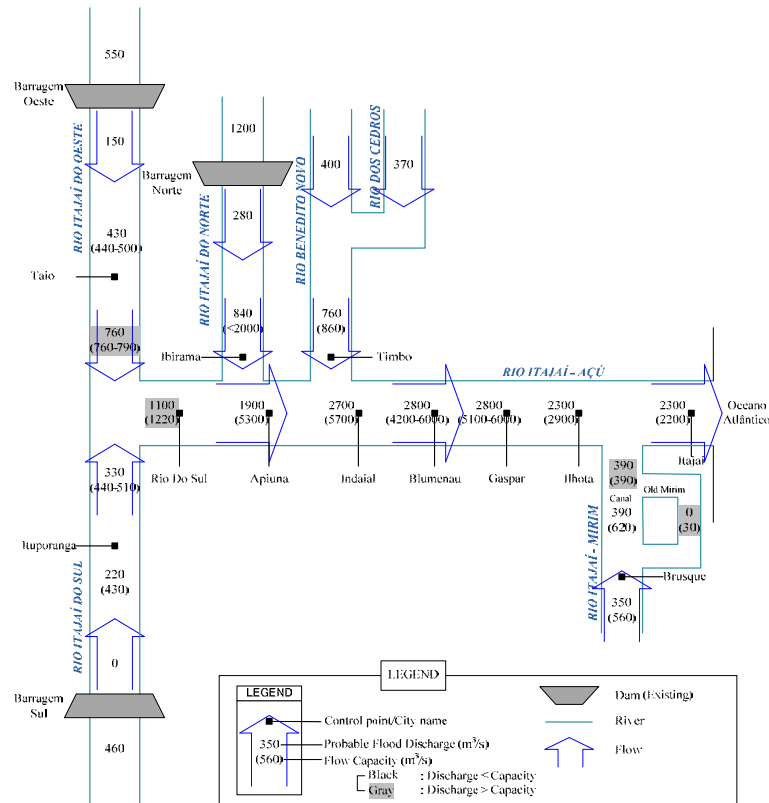 550
Barragem
Oeste
150
RIO ITAJAÍ DO OESTE
430
(440-500)
Taio
760
(760-790)
1200
Barragem
Norte
280
RIO ITAJAÍ DO NORTE
840
(<2000)
Ibirama
RIO BENEDITO NOVO
400
RIO DOS CEDROS
370
760
(860)
Timbo
RIO ITAJAÍ - AÇÚ
1100
(1220)
Rio Do Sul
1900
(5300)
Apiuna
2700
(5700)
Indaial
2800
(4200-6000)
Blumenau
2800
(5100-6000)
Gaspar
2300
(2900)
Ilhota
2300
(2200)
Itajaí
Oceano
Atlântico
330
(440-510)
Ituporanga
220
(430)
RIO ITAJAÍ DO SUL
0
Barragem
Sul
460
390
(390)
Canal
390
(620)
Old Mirim
0
(30)
RIO ITAJAÍ - MIRIM
Brusque
350
(560)
LEGEND
LEGEND
Control point/City name
350
Probable Flood Discharge (m³/s)
(560)
Flow Capacity (m³/s)
Black : Discharge < Capacity
Gray : Discharge > Capacity
Dam (Existing)
River
Flow